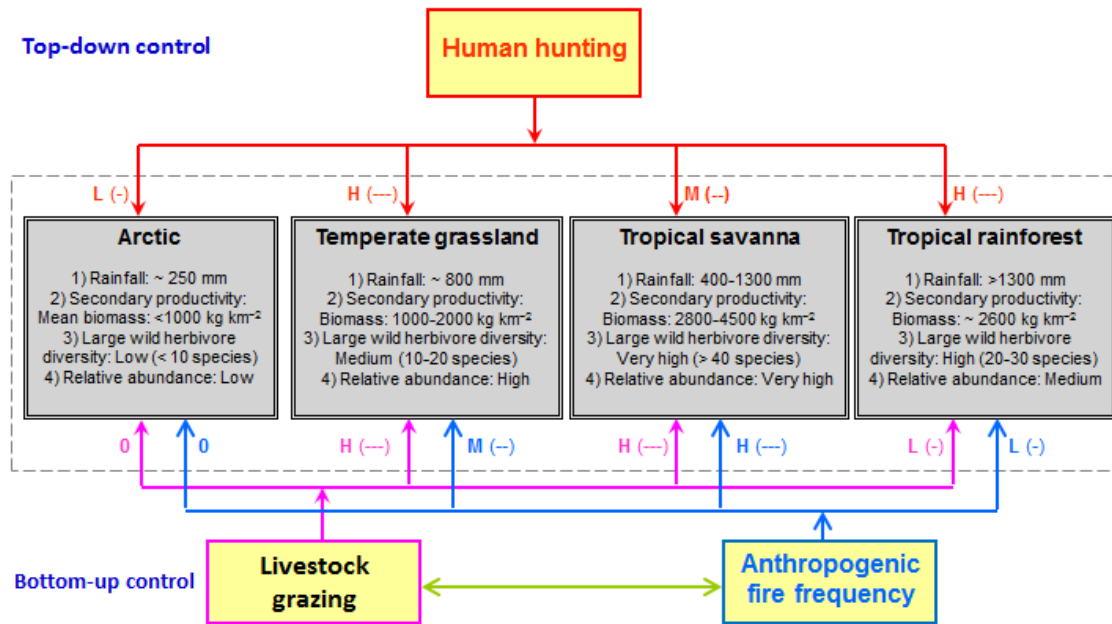 Top-down control
Human hunting
L (-)
H (---)
M (--)
H (---)
Arctic
1) Rainfall: ~ 250 mm
2) Secondary productivity:
Mean biomass: <1000 kg km⁻²
3) Large wild herbivore
diversity: Low (< 10 species)
4) Relative abundance: Low
Temperate grassland
1) Rainfall: ~ 800 mm
2) Secondary productivity:
Biomass: 1000-2000 kg km⁻²
3) Large wild herbivore diversity:
Medium (10-20 species)
4) Relative abundance: High
Tropical savanna
1) Rainfall: 400-1300 mm
2) Secondary productivity:
Biomass: 2800-4500 kg km⁻²
3) Large wild herbivore diversity:
Very high (> 40 species)
4) Relative abundance: Very high
Tropical rainforest
1) Rainfall: >1300 mm
2) Secondary productivity:
Biomass: ~ 2600 kg km⁻²
3) Large wild herbivore
diversity: High (20-30 species)
4) Relative abundance: Medium
0
0
H (---)
M (--)
H (---)
H (---)
L (-)
L (-)
Bottom-up control
Livestock
grazing
Anthropogenic
fire frequency